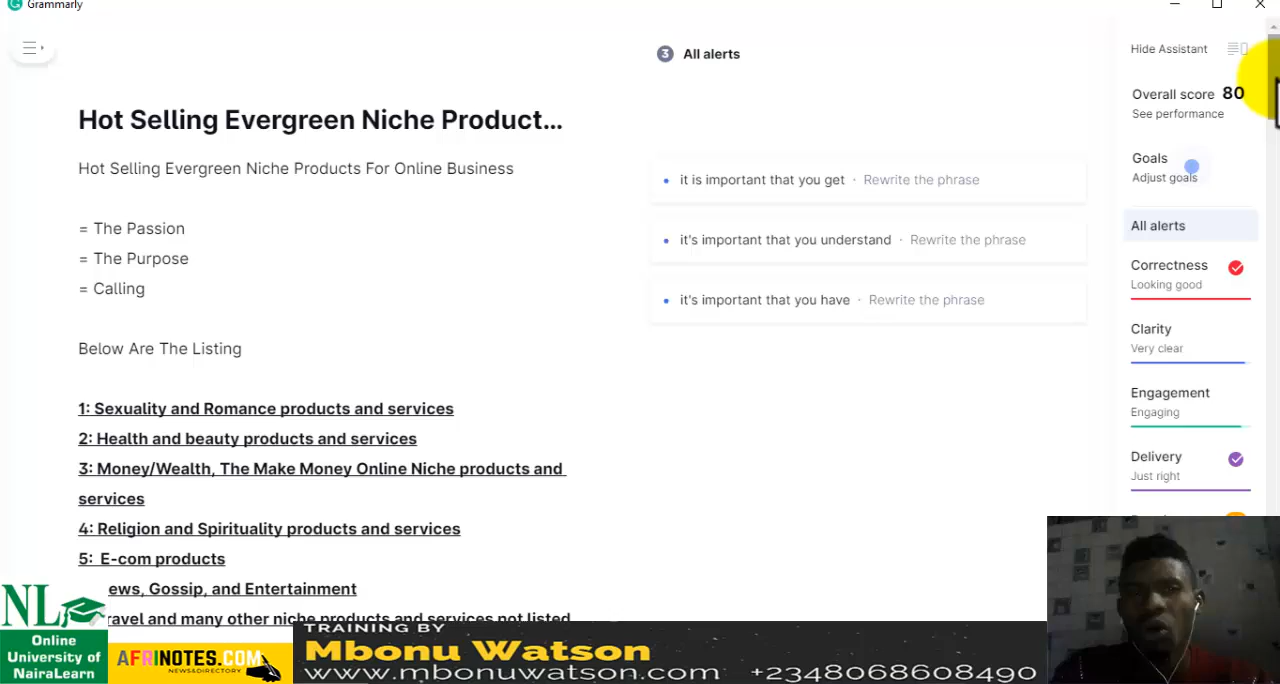 Grammarly
Hide Assistant
3 All alerts
Overall score 80
See performance
Hot Selling Evergreen Niche Product...
Hot Selling Evergreen Niche Products For Online Business
Goals
Adjust goals
it is important that you get · Rewrite the phrase
it's important that you understand · Rewrite the phrase
it's important that you have · Rewrite the phrase
= The Passion
= The Purpose
= Calling
Below Are The Listing
1: Sexuality and Romance products and services
2: Health and beauty products and services
3: Money/Wealth, The Make Money Online Niche products and
services
4: Religion and Spirituality products and services
5: E-com products
ews, Gossip, and Entertainment
ravel and many other niche products and services not listed
All alerts
Correctness
Looking good
Clarity
Very clear
Engagement
Engaging
Delivery
Just right
NL
Online
University of
NairaLearn
AFRINOTES.COM
NEWS&DIRECTORY
TRAINING BY
Mbonu Watson
www.mbonuwatson.com +2348068608490